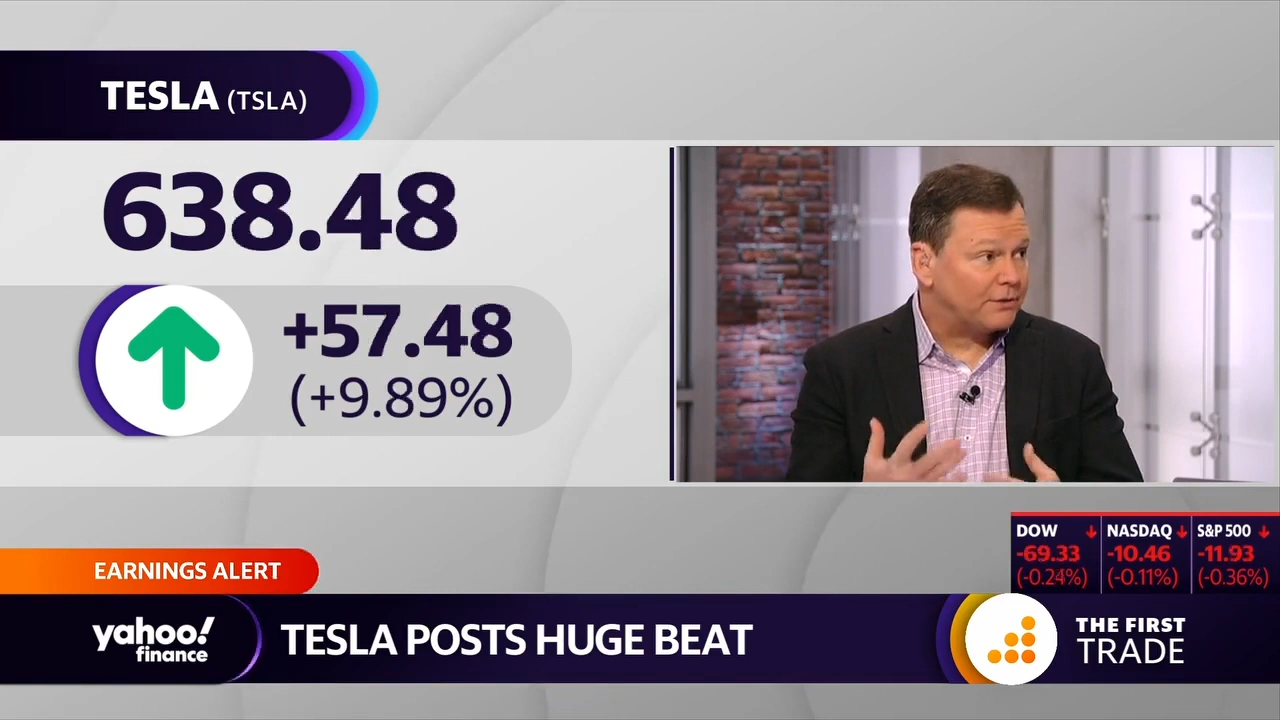 TESLA (TSLA)
638.48
+57.48
(+9.89%)
DOW NASDAQ S&P 500
-69.33 -10.46 -11.93
(-0.24%) (-0.11%) (-0.36%)
EARNINGS ALERT
yahoo!
finance
TESLA POSTS HUGE BEAT
THE FIRST
TRADE